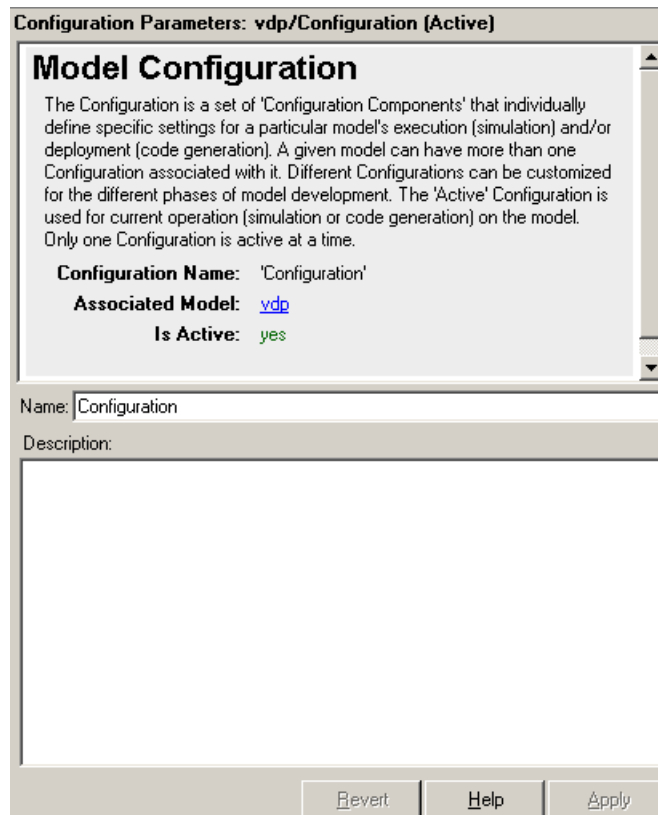 Configuration Parameters: vdp/Configuration (Active)
Model Configuration
The Configuration is a set of 'Configuration Components' that individually
define specific settings for a particular model's execution (simulation) and/or
deployment (code generation). A given model can have more than one
Configuration associated with it. Different Configurations can be customized
for the different phases of model development. The 'Active' Configuration is
used for current operation (simulation or code generation) on the model.
Only one Configuration is active at a time.
Configuration Name: 'Configuration'
Associated Model: vdp
Is Active: yes
Name: Configuration
Description:
Revert Help Apply